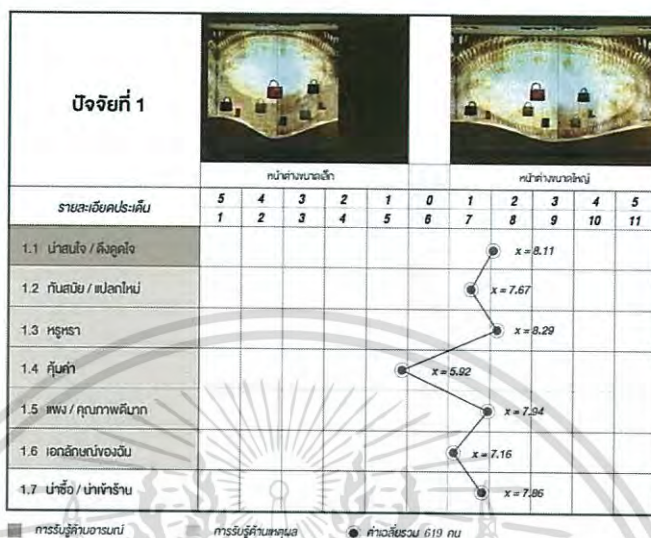 ปัจจัยที่ 1
หน้าต่างขนาดเล็ก
หน้าต่างขนาดใหญ่
รายละเอียดประเด็น
5 4 3 2 1 0 1 2 3 4 5
1 2 3 4 5 6 7 8 9 10 11
1.1 น่าสนใจ / ดึงดูดใจ
x = 8.11
1.2 ทันสมัย / แปลกใหม่
x = 7.67
1.3 หรูหรา
x = 8.29
1.4 คุ้มค่า
x = 5.92
1.5 แพง / คุณภาพดีมาก
x = 7.94
1.6 เอกลักษณ์ของฉัน
x = 7.16
1.7 น่าซื้อ / น่าเข้าร้าน
x = 7.86
การรับรู้ด้านอารมณ์ การรับรู้ด้านเหตุผล ค่าเฉลี่ยรวม 619 คน